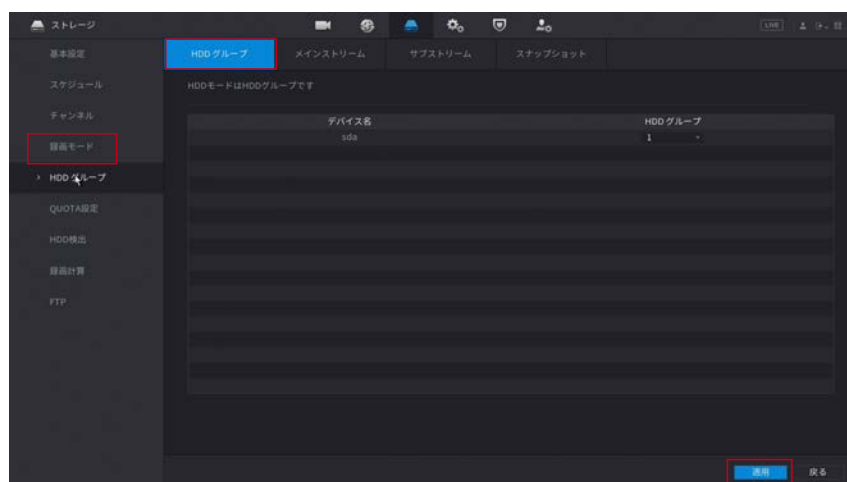 ストレージ
LIVE
基本設定
HDD グループ
メインストリーム
サブストリーム
スナップショット
スケジュール
HDDモードはHDDグループです
チャンネル
デバイス名
HDD グループ
sda
1
録画モード
HDD グループ
QUOTA設定
HDD検出
録画計算
FTP
適用
戻る